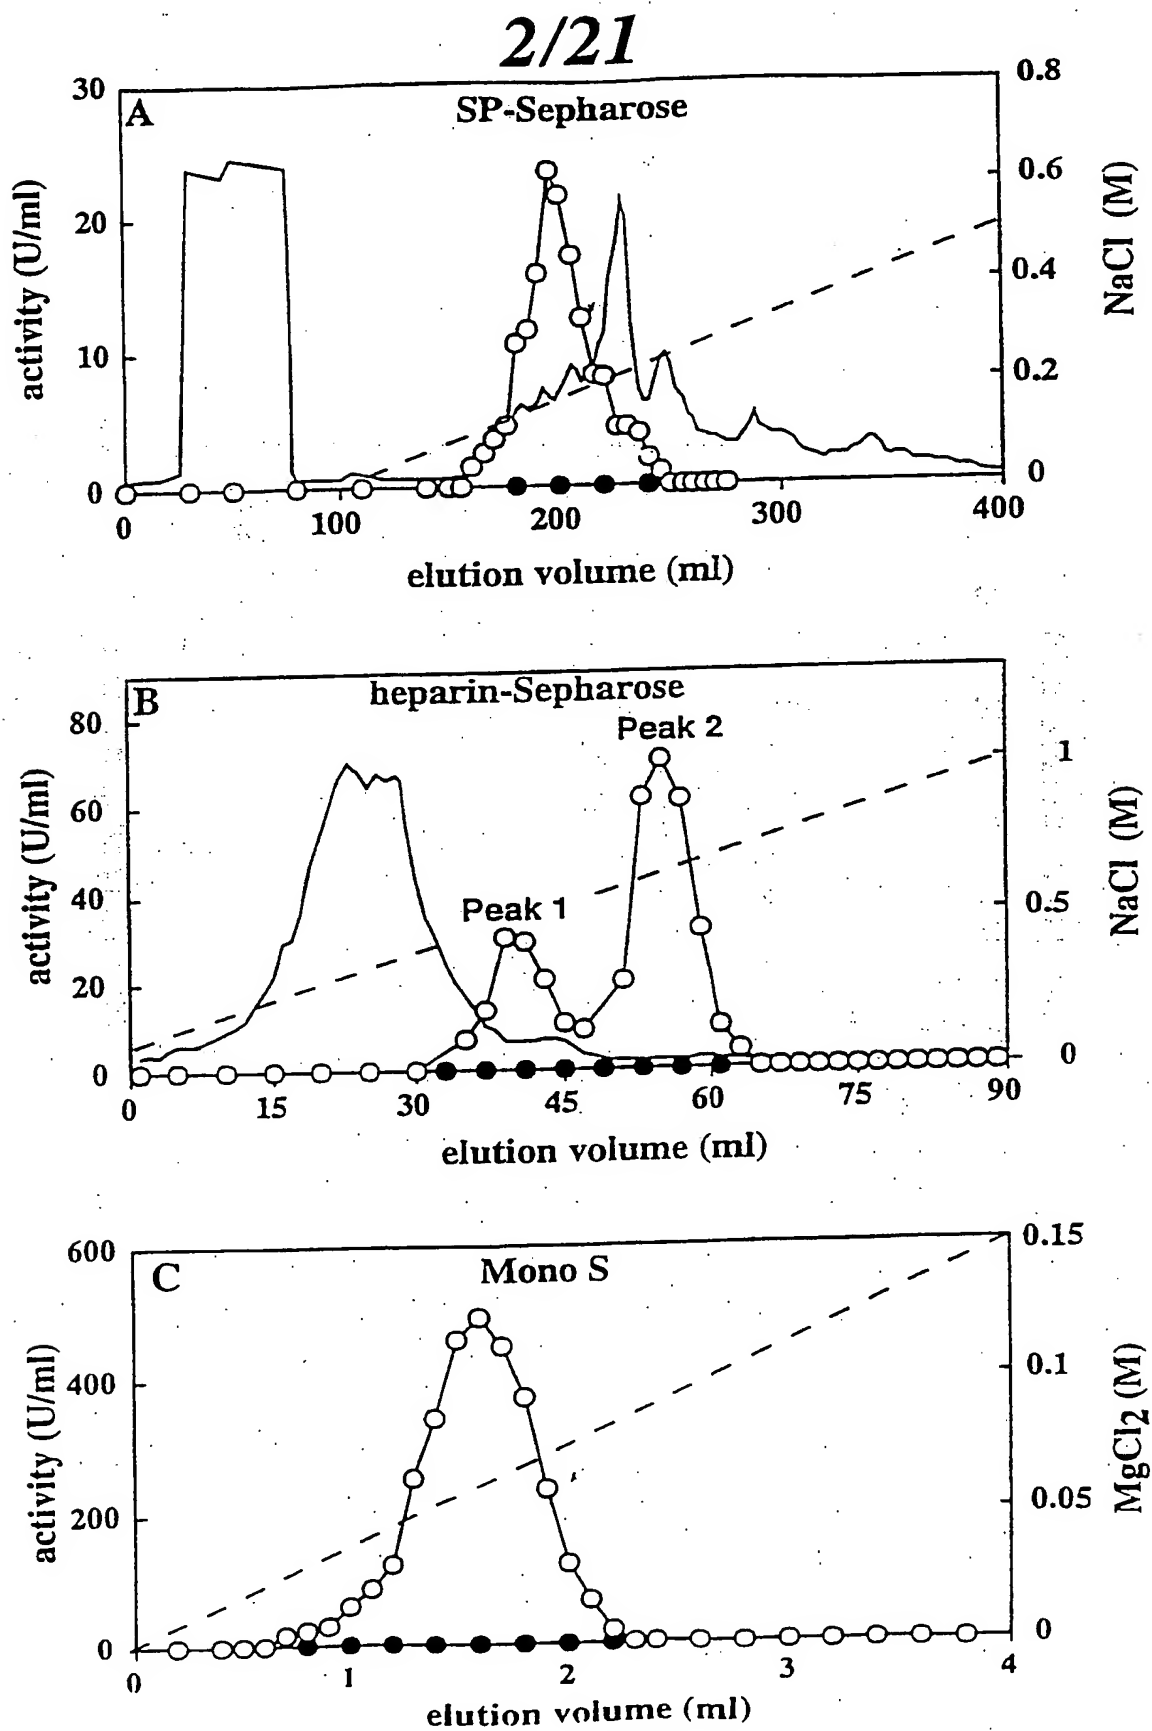 2/21
A
SP-Sepharose
30
20
10
0
activity (U/ml)
0.8
0.6
0.4
0.2
0
NaCl (M)
0 100 200 300 400
elution volume (ml)
B
heparin-Sepharose
Peak 2
Peak 1
80
60
40
20
0
activity (U/ml)
1
0.5
0
NaCl (M)
0 15 30 45 60 75 90
elution volume (ml)
C
Mono S
600
400
200
0
activity (U/ml)
0.15
0.1
0.05
0
MgCl2 (M)
0 1 2 3 4
elution volume (ml)